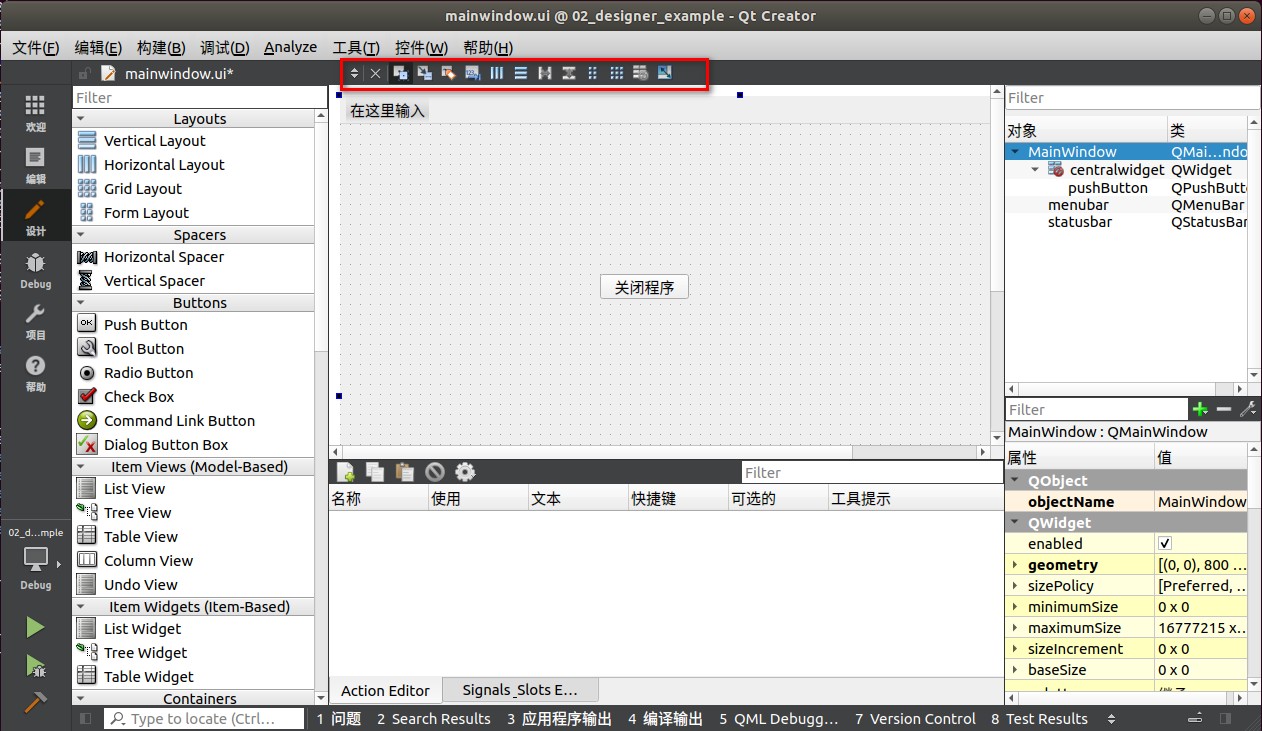 mainwindow.ui @ 02_designer_example - Qt Creator
文件(F) 编辑(E) 构建(B) 调试(D) Analyze 工具(T) 控件(W) 帮助(H)
mainwindow.ui*
欢迎
编辑
设计
Debug
项目
帮助
02_d...mple
Debug
Filter
Layouts
Vertical Layout
Horizontal Layout
Grid Layout
Form Layout
Spacers
Horizontal Spacer
Vertical Spacer
Buttons
OK Push Button
Tool Button
Radio Button
Check Box
Command Link Button
Dialog Button Box
Item Views (Model-Based)
List View
Tree View
Table View
Column View
Undo View
Item Widgets (Item-Based)
List Widget
Tree Widget
Table Widget
Containers
在这里输入
关闭程序
Filter
名称 使用 文本 快捷键 可选的 工具提示
Action Editor Signals_Slots E...
Filter
对象 类
MainWindow QMai...ndo
centralwidget QWidget
pushButton QPushButt
menubar QMenuBar
statusbar QStatusBar
Filter
MainWindow : QMainWindow
属性 值
QObject
objectName MainWindow
QWidget
enabled
geometry [(0, 0), 800 ...
sizePolicy [Preferred, ...
minimumSize 0 x 0
maximumSize 16777215 x...
sizeIncrement 0 x 0
baseSize 0 x 0
Type to locate (Ctrl... 1 问题 2 Search Results 3 应用程序输出 4 编译输出 5 QML Debugg... 7 Version Control 8 Test Results